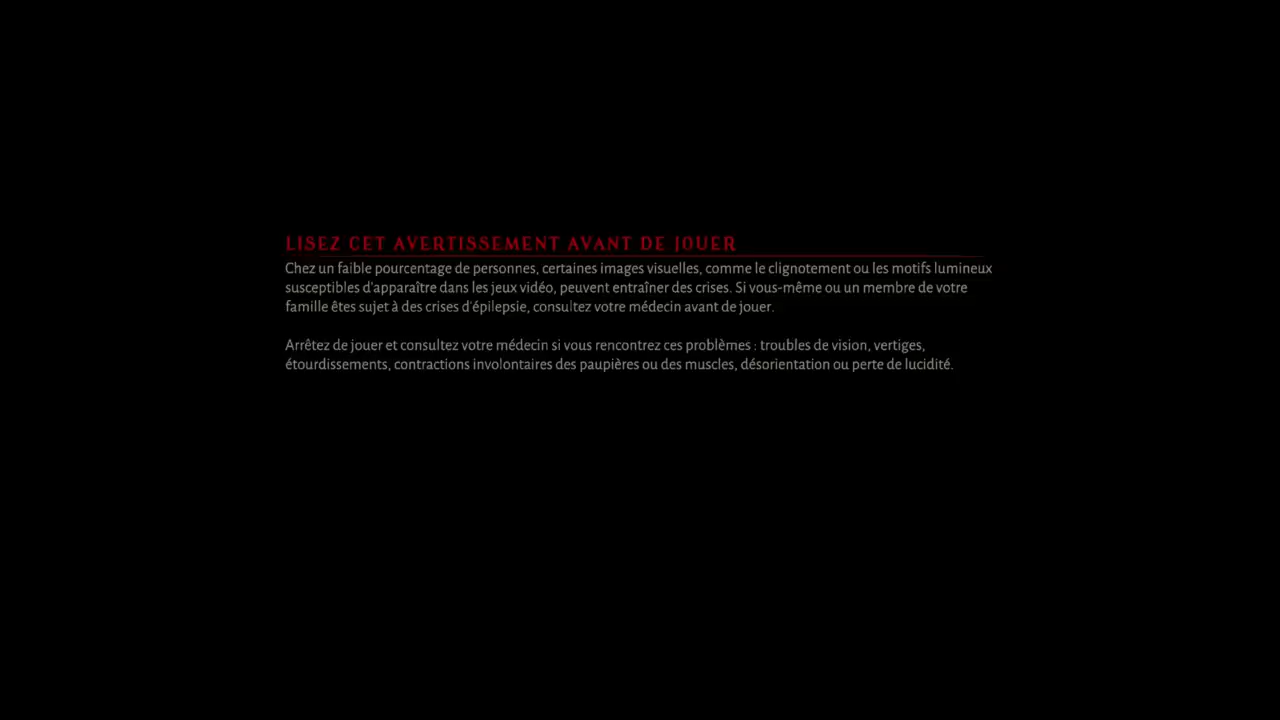 LISEZ CET AVERTISSEMENT AVANT DE JOUER
Chez un faible pourcentage de personnes, certaines images visuelles, comme le clignotement ou les motifs lumineux
susceptibles d'apparaître dans les jeux vidéo, peuvent entraîner des crises. Si vous-même ou un membre de votre
famille êtes sujet à des crises d'épilepsie, consultez votre médecin avant de jouer.
Arrêtez de jouer et consultez votre médecin si vous rencontrez ces problèmes : troubles de vision, vertiges,
étourdissements, contractions involontaires des paupières ou des muscles, désorientation ou perte de lucidité.